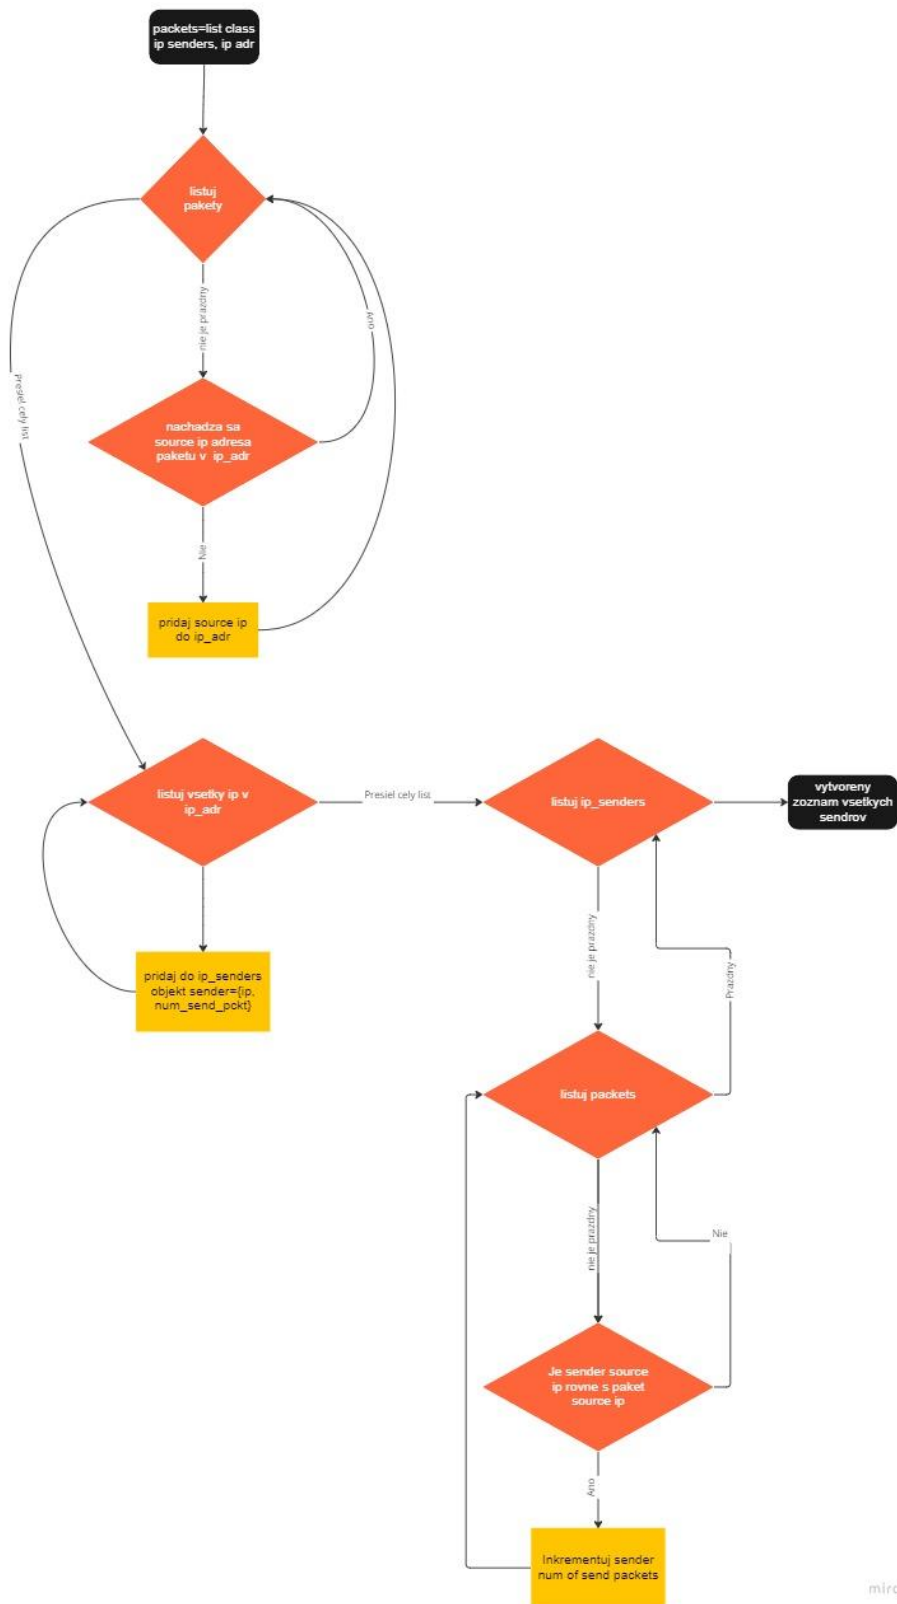 packets=list class
ip senders, ip adr
listuj
pakety
nie je prazdny
Ano
Presiel cely list
nachadza sa
source ip adresa
paketu v ip_adr
Nie
pridaj source ip
do ip_adr
listuj vsetky ip v
ip_adr
Presiel cely list
listuj ip_senders
vytvoreny
zoznam vsetkych
sendrov
pridaj do ip_senders
objekt sender={ip,
num_send_pckt}
nie je prazdny
Prazdny
listuj packets
nie je prazdny
Nie
Je sender source
ip rovne s paket
source ip
Ano
Inkrementuj sender
num of send packets
miro